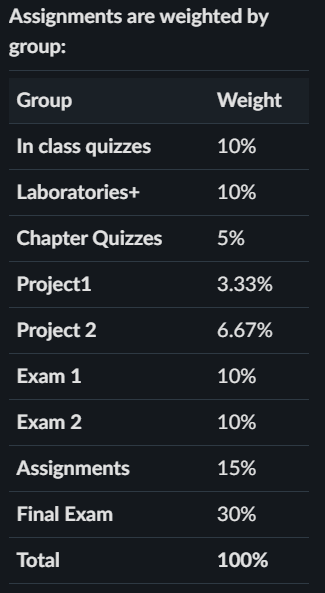 Assignments are weighted by
group:
Group Weight
In class quizzes 10%
Laboratories+ 10%
Chapter Quizzes 5%
Project1 3.33%
Project 2 6.67%
Exam 1 10%
Exam 2 10%
Assignments 15%
Final Exam 30%
Total 100%